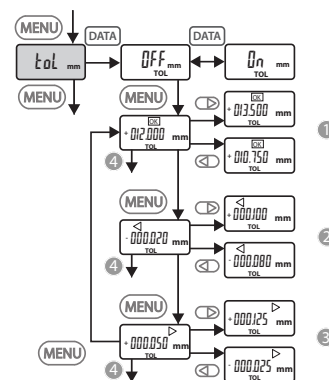 MENU
DATA
DATA
toL mm
OFF mm
TOL
On mm
TOL
MENU
MENU
OK
+ 013.500 mm
TOL
OK
+ 012.000 mm
TOL
OK
+ 010.750 mm
TOL
1
4
MENU
+ 000.100 mm
TOL
- 000.020 mm
TOL
- 000.080 mm
TOL
2
4
MENU
+ 000.125 mm
TOL
+ 000.050 mm
TOL
- 000.025 mm
TOL
3
MENU
4